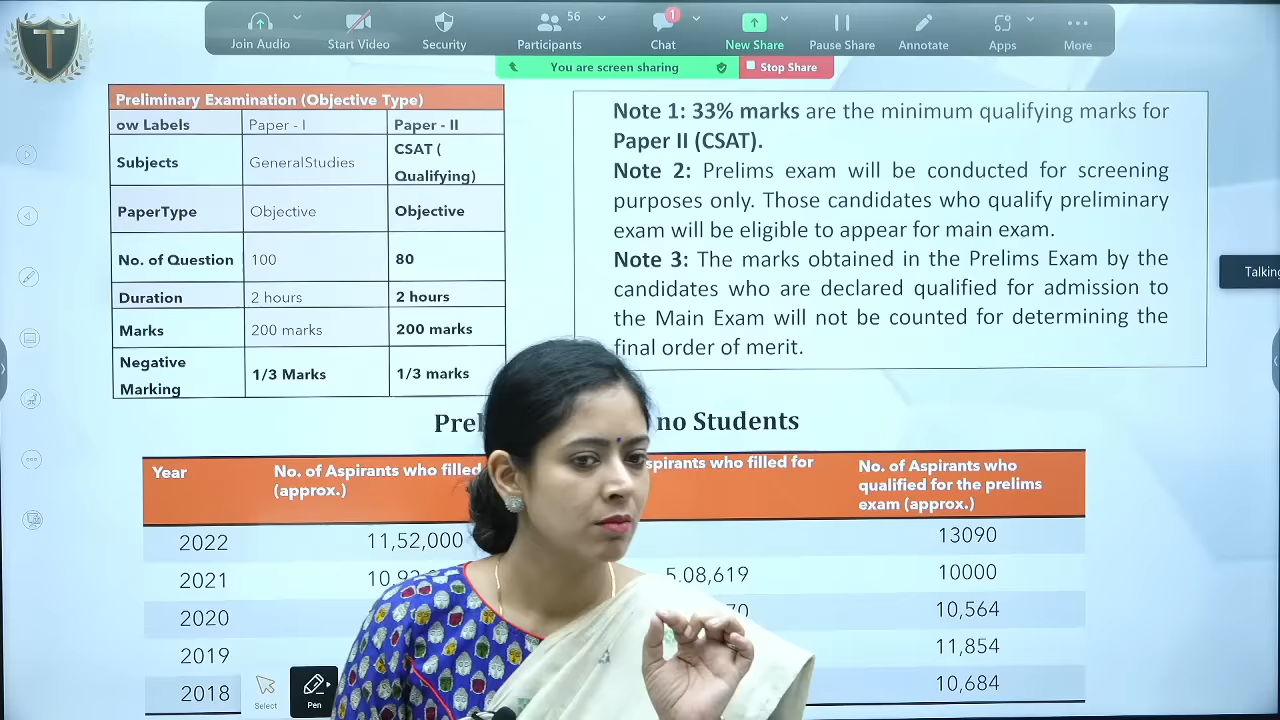 T
Join Audio
Start Video
Security
Participants
56
Chat
1
New Share
Pause Share
Annotate
Apps
More
You are screen sharing
Stop Share
Preliminary Examination (Objective Type)
ow Labels Paper - I Paper - II
Subjects GeneralStudies CSAT ( Qualifying)
PaperType Objective Objective
No. of Question 100 80
Duration 2 hours 2 hours
Marks 200 marks 200 marks
Negative Marking 1/3 Marks 1/3 marks
Note 1: 33% marks are the minimum qualifying marks for
Paper II (CSAT).
Note 2: Prelims exam will be conducted for screening
purposes only. Those candidates who qualify preliminary
exam will be eligible to appear for main exam.
Note 3: The marks obtained in the Prelims Exam by the
candidates who are declared qualified for admission to
the Main Exam will not be counted for determining the
final order of merit.
Talking
no Students
Year
No. of Aspirants who filled
(approx.)
spirants who filled for
No. of Aspirants who
qualified for the prelims
exam (approx.)
2022 11,52,000 13090
2021 5,08,619 10000
2020 10,564
2019 11,854
2018 10,684
Select
Pen